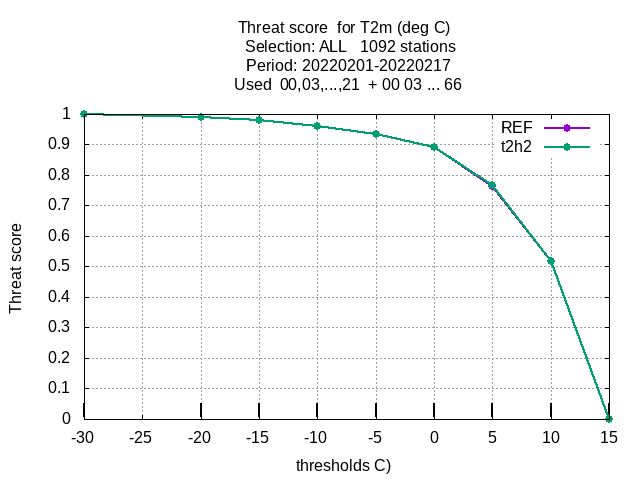 Threat score  for T2m (deg C)
Selection: ALL   1092 stations
Period: 20220201-20220217
Used  00,03,...,21  + 00 03 ... 66
REF
t2h2
1
0.9
0.8
0.7
0.6
0.5
0.4
0.3
0.2
0.1
0
Threat score
-30 -25 -20 -15 -10 -5 0 5 10 15
thresholds C)